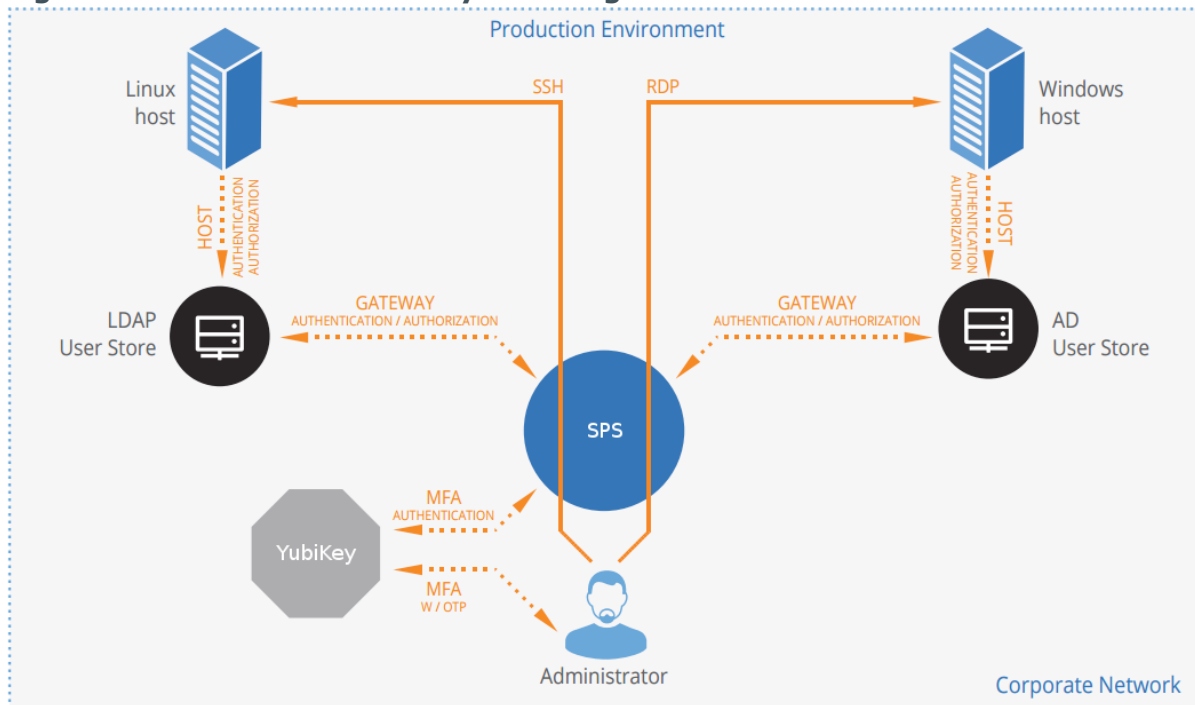 Production Environment
SSH
RDP
Linux
host
Windows
host
HOST
AUTHENTICATION
AUTHORIZATION
HOST
AUTHENTICATION
AUTHORIZATION
LDAP
User Store
GATEWAY
AUTHENTICATION / AUTHORIZATION
GATEWAY
AUTHENTICATION / AUTHORIZATION
AD
User Store
SPS
MFA
AUTHENTICATION
YubiKey
MFA
W / OTP
Administrator
Corporate Network